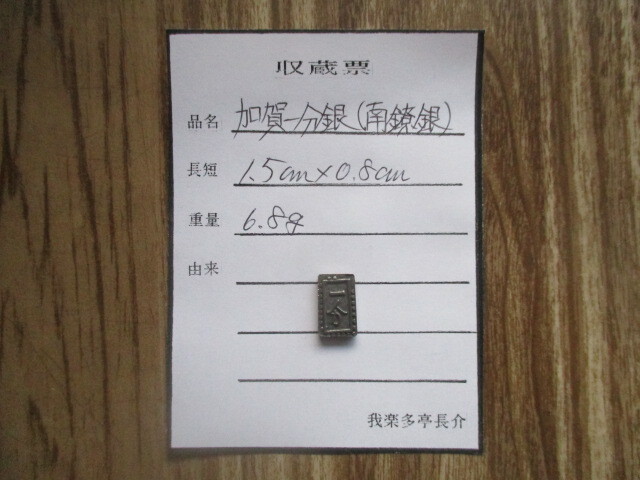 収蔵票
品名 加賀一分銀(南鐐銀)
長短 1.5cm×0.8cm
重量 6.8g
由来
一分
我楽多亭長介